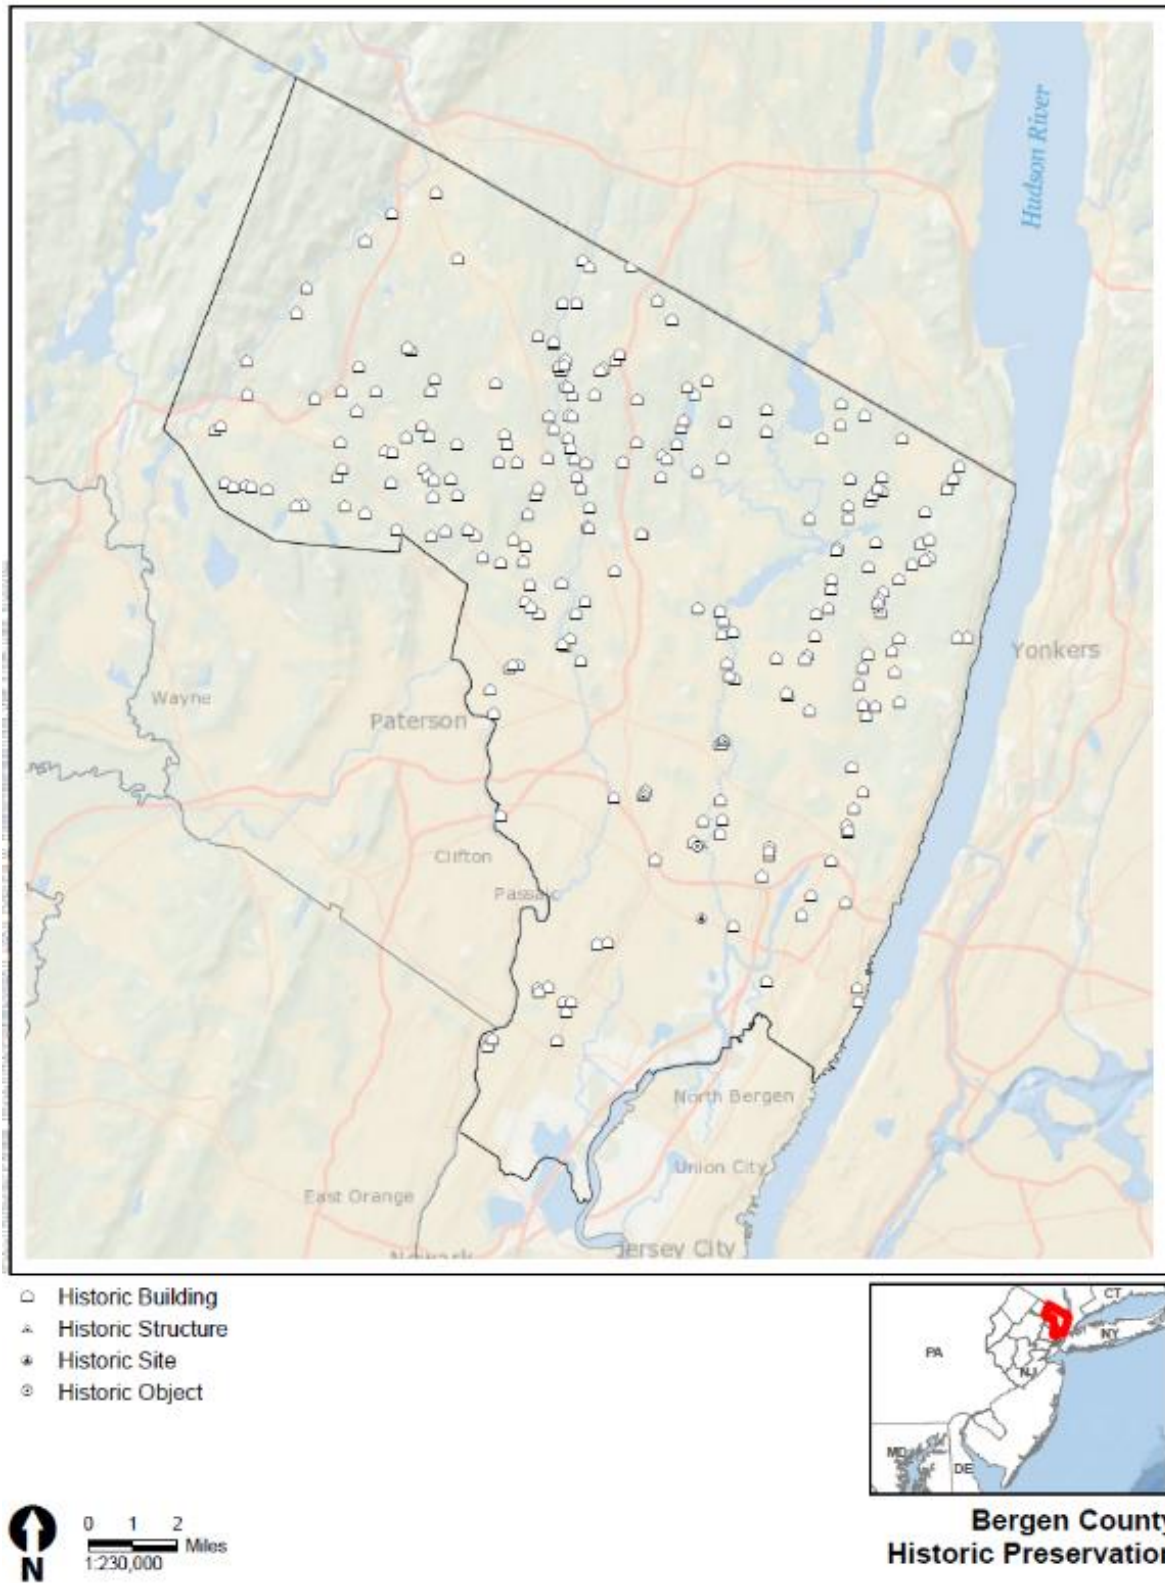 Hudson River
Yonkers
Wayne
Paterson
Clifton
Passaic
North Bergen
Union City
East Orange
Newark
Jersey City
Historic Building
Historic Structure
Historic Site
Historic Object
CT
NY
PA
NJ
MD
DE
N
0 1 2
Miles
1:230,000
Bergen County
Historic Preservation